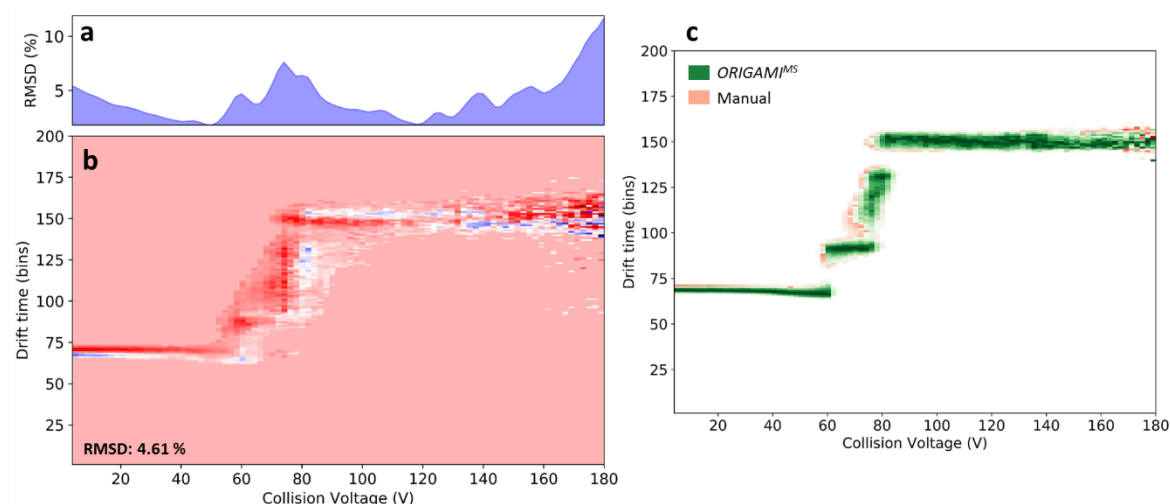 a
RMSD (%)
10
5
b
Drift time (bins)
200
175
150
125
100
75
50
25
RMSD: 4.61 %
20 40 60 80 100 120 140 160 180
Collision Voltage (V)
c
ORIGAMIᴹˢ
Manual
Drift time (bins)
200
175
150
125
100
75
50
25
20 40 60 80 100 120 140 160 180
Collision Voltage (V)